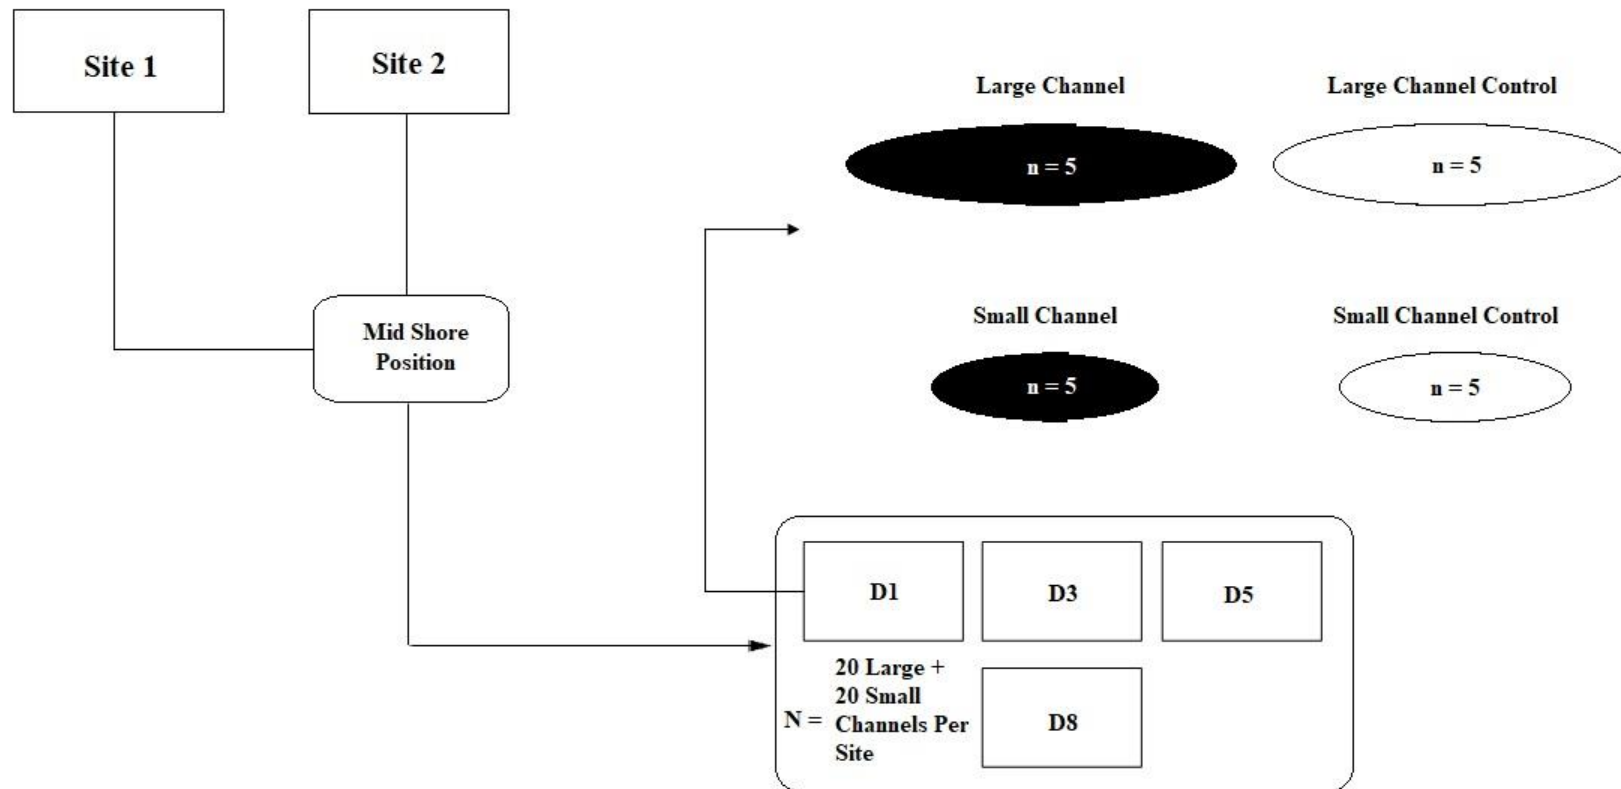 Site 1
Site 2
Large Channel
Large Channel Control
n = 5
n = 5
Mid Shore
Position
Small Channel
Small Channel Control
n = 5
n = 5
D1
D3
D5
20 Large +
20 Small
N = Channels Per
Site
D8